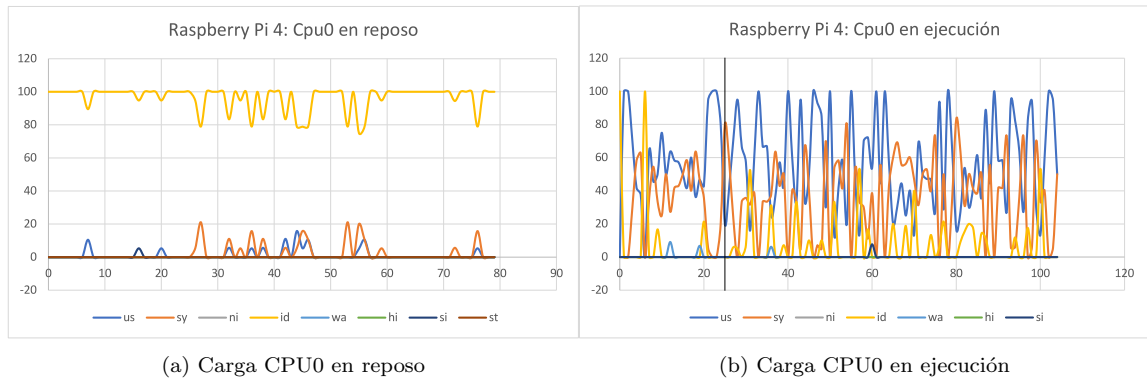 Raspberry Pi 4: Cpu0 en reposo
120
100
80
60
40
20
0
-20
0 10 20 30 40 50 60 70 80 90
us sy ni id wa hi si st
(a) Carga CPU0 en reposo
Raspberry Pi 4: Cpu0 en ejecución
120
100
80
60
40
20
0
-20
0 20 40 60 80 100 120
us sy ni id wa hi si
(b) Carga CPU0 en ejecución